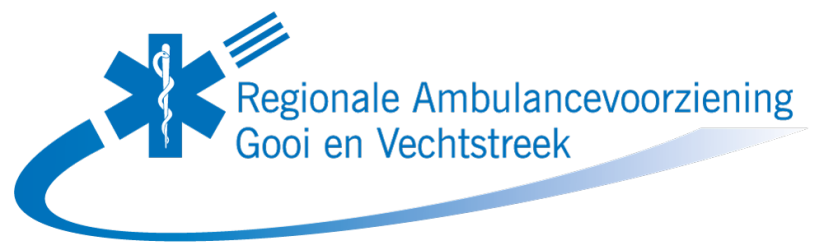 Regionale Ambulancevoorziening
Gooi en Vechtstreek